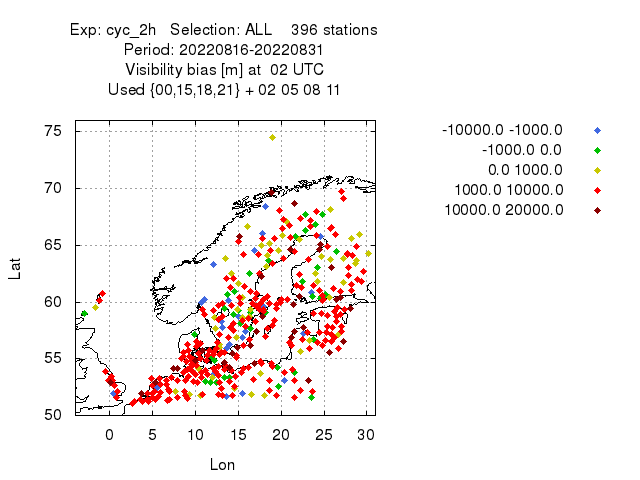 Exp: cyc_2h   Selection: ALL    396 stations
Period: 20220816-20220831
Visibility bias [m] at  02 UTC
Used {00,15,18,21} + 02 05 08 11
-10000.0 -1000.0
-1000.0 0.0
0.0 1000.0
1000.0 10000.0
10000.0 20000.0
75
70
65
60
55
50
Lat
0 5 10 15 20 25 30
Lon